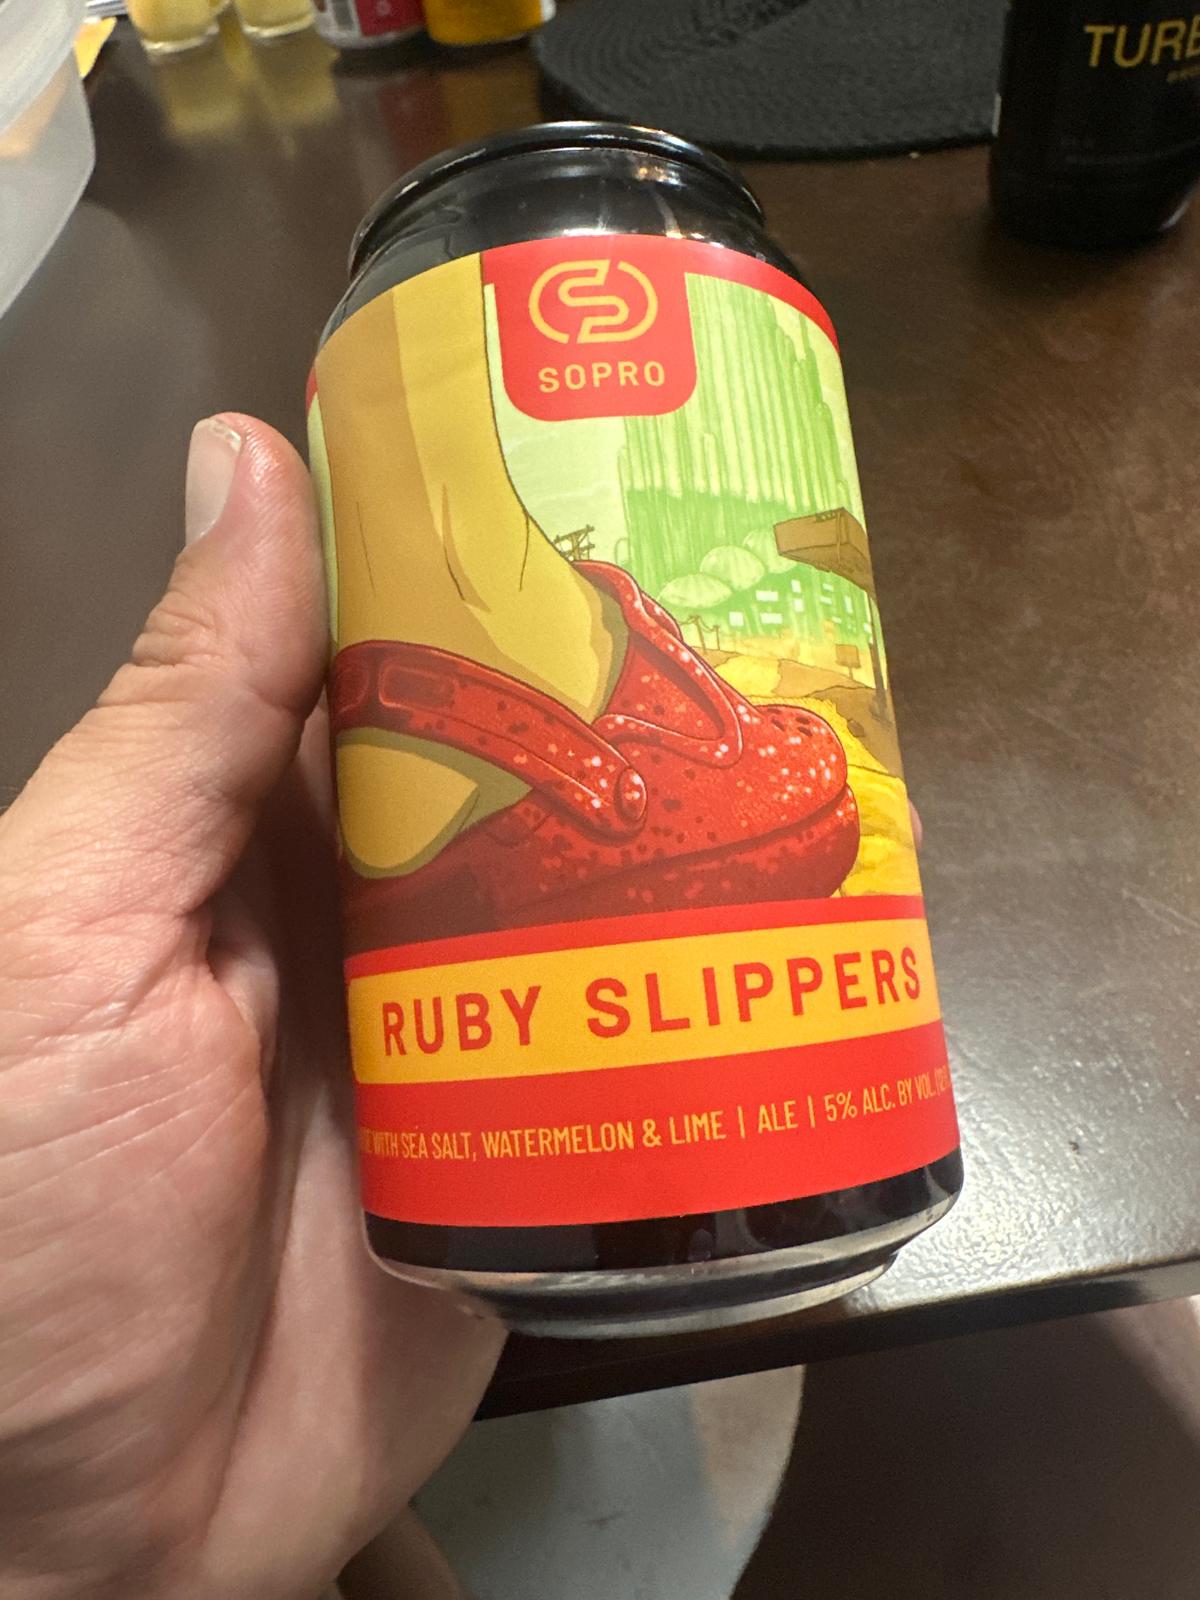 TURB
SOPRO
RUBY SLIPPERS
WITH SEA SALT, WATERMELON & LIME | ALE | 5% ALC. BY VOL.